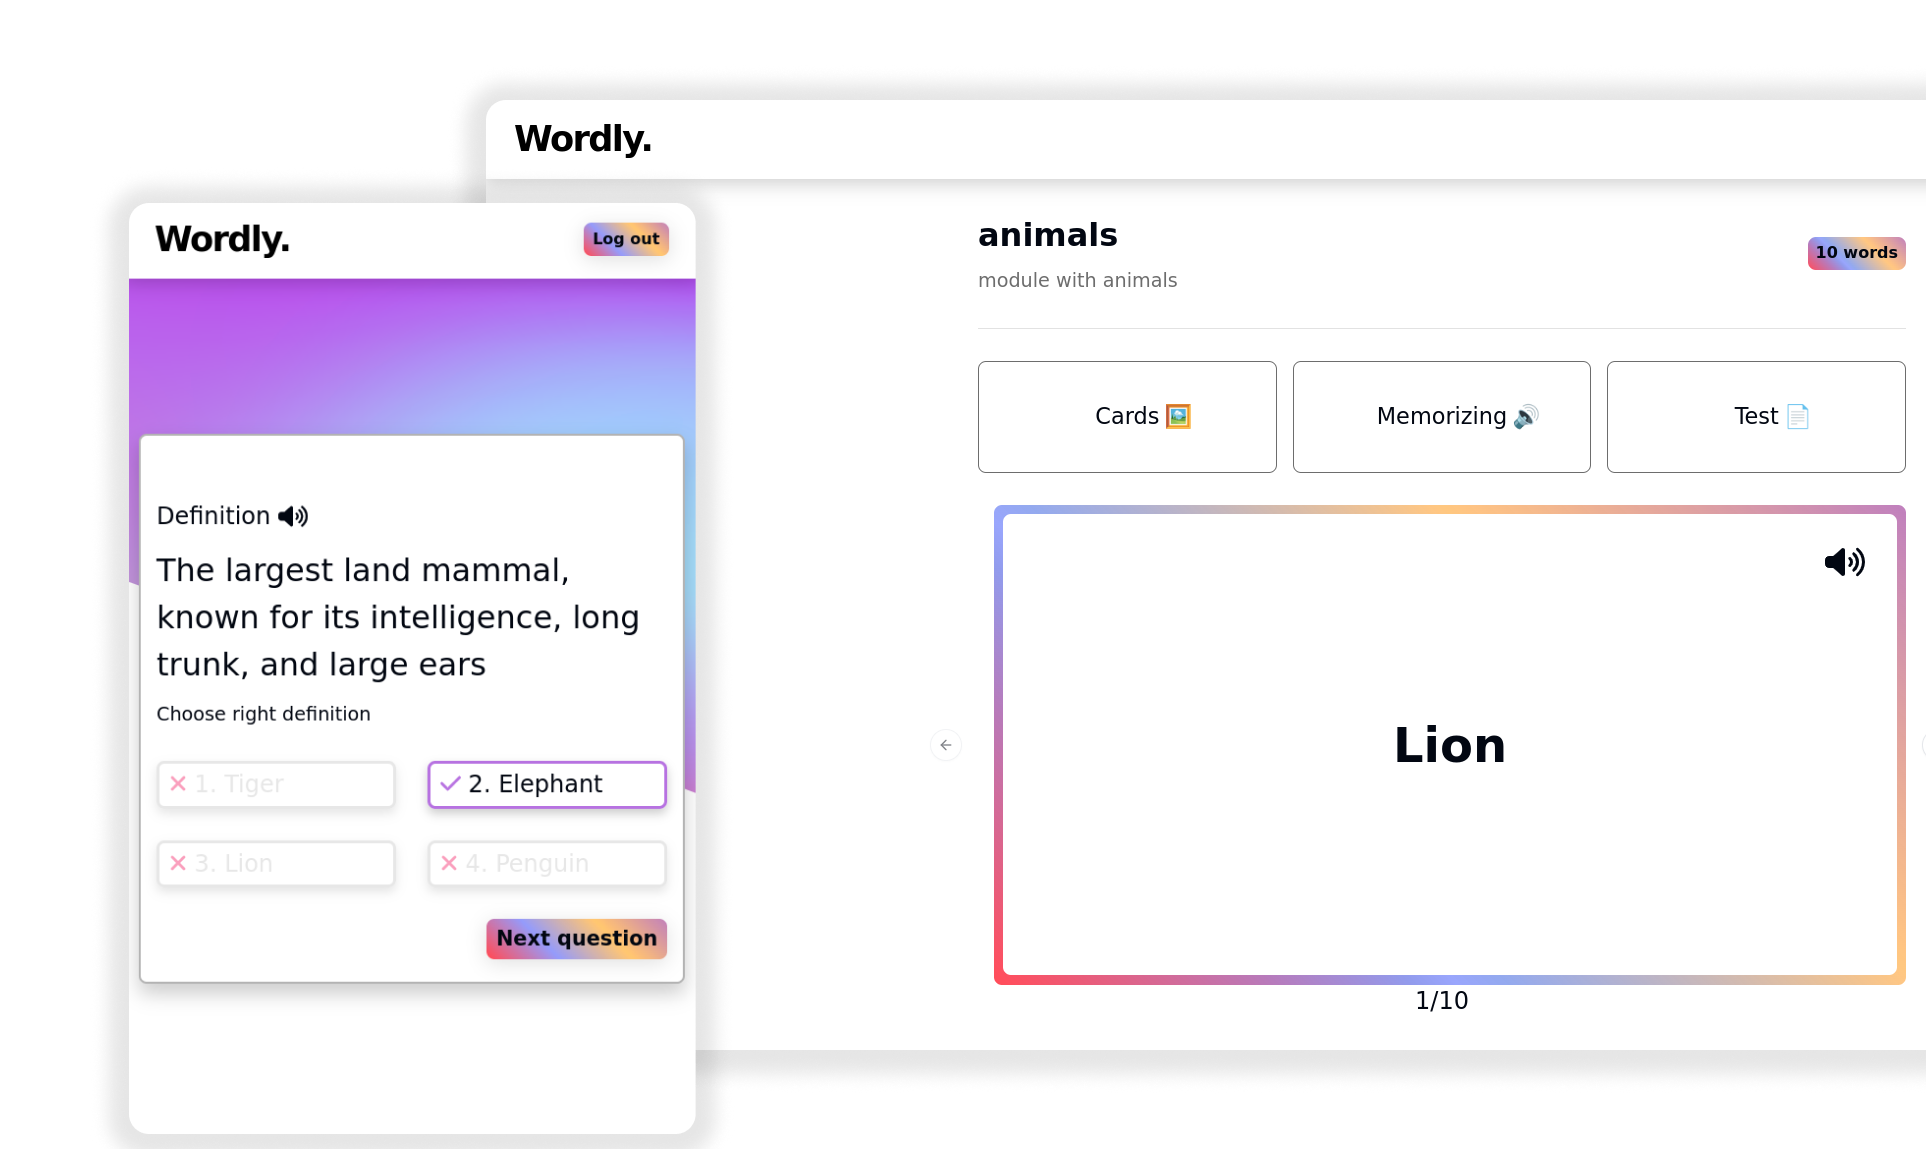 Wordly.
Log out
Definition
The largest land mammal,
known for its intelligence, long
trunk, and large ears
Choose right definition
1. Tiger
2. Elephant
3. Lion
4. Penguin
Next question
Wordly.
animals
module with animals
10 words
Cards
Memorizing
Test
Lion
1/10